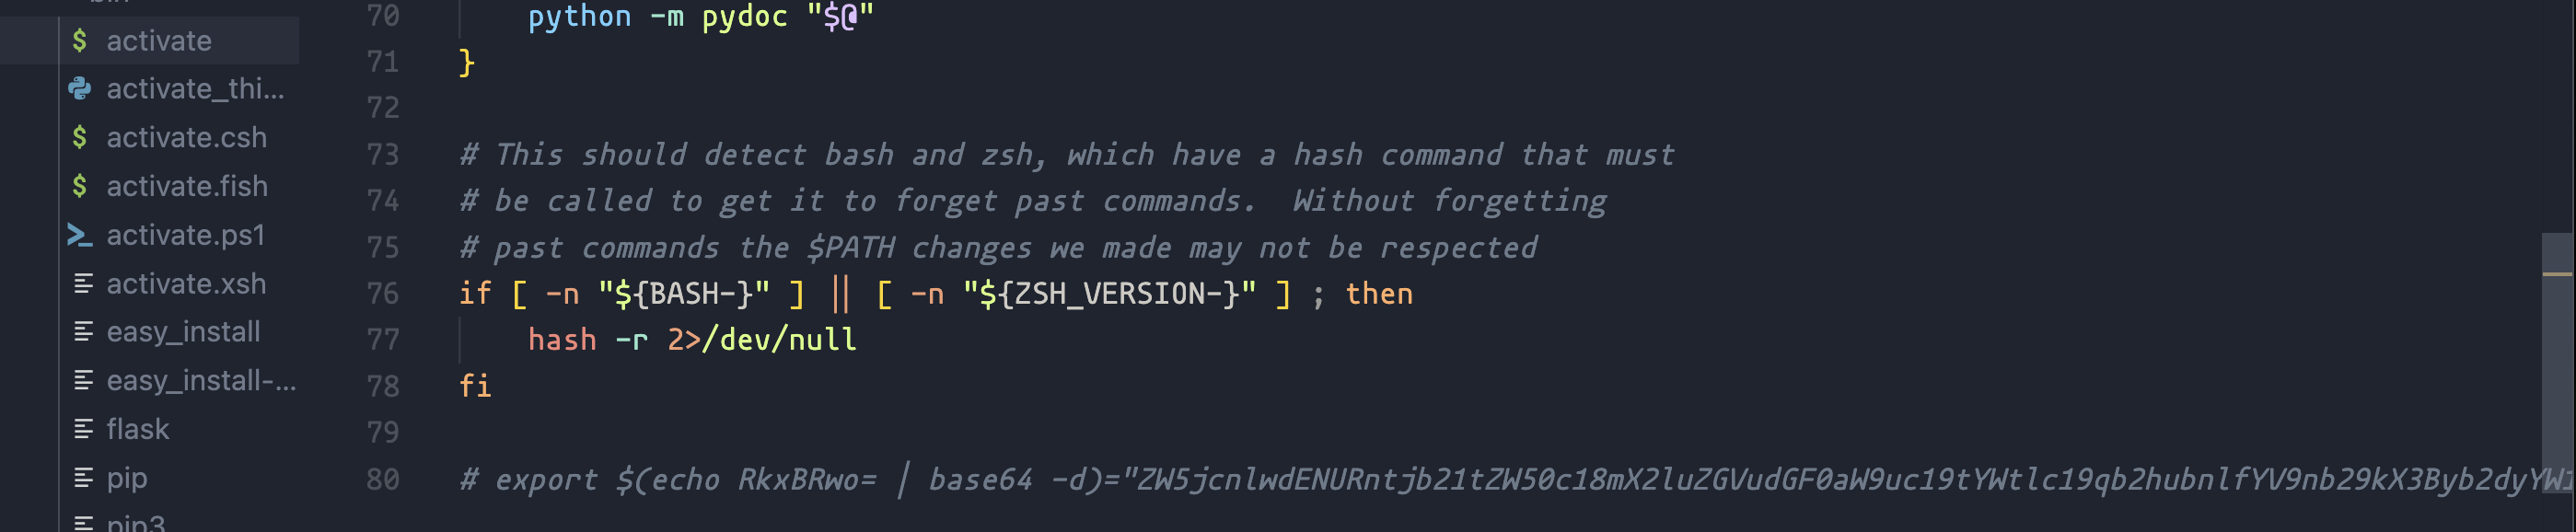 activate
activate_thi...
activate.csh
activate.fish
activate.ps1
activate.xsh
easy_install
easy_install-...
flask
pip
pip3
70 python -m pydoc "$@"
71 }
72
73 # This should detect bash and zsh, which have a hash command that must
74 # be called to get it to forget past commands.  Without forgetting
75 # past commands the $PATH changes we made may not be respected
76 if [ -n "${BASH-}" ] || [ -n "${ZSH_VERSION-}" ] ; then
77 hash -r 2>/dev/null
78 fi
79
80 # export $(echo RkxBRwo= | base64 -d)="ZW5jcnlwdENURntjb21tZW50c18mX2luZGVudGF0aW9uc19tYWtlc19qb2hubnlfYV9nb29kX3Byb2dyYW1